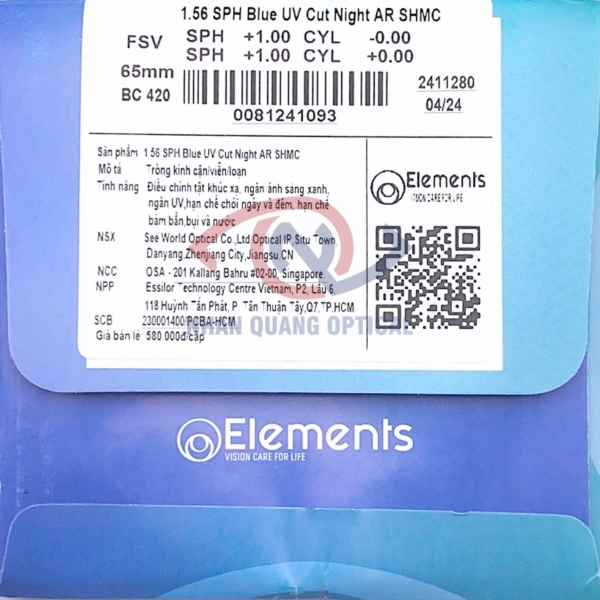 1.56 SPH Blue UV Cut Night AR SHMC
FSV SPH +1.00 CYL -0.00
SPH +1.00 CYL +0.00
65mm
BC 420
2411280
04/24
0081241093
Sản phẩm 1.56 SPH Blue UV Cut Night AR SHMC
Mô tả Tròng kính cận/viễn/loạn
Tính năng Điều chỉnh tật khúc xạ, ngăn ánh sáng xanh,
ngăn UV,hạn chế chói ngày và đêm, hạn chế
bám bẩn,bụi và nước
NSX See World Optical Co.,Ltd,Optical IP,Situ Town,
Danyang,Zhenjiang City,Jiangsu.CN
NCC OSA - 201 Kallang Bahru #02-00, Singapore
NPP Essilor Technology Centre Vietnam, P2, Lầu 6,
118 Huỳnh Tấn Phát, P. Tân Thuận Tây,Q7,TP.HCM
SCB 230001400/PCBA-HCM
Giá bán lẻ 580 000đ/cặp
Elements
VISION CARE FOR LIFE
NHAN QUANG OPTICAL
Elements
VISION CARE FOR LIFE